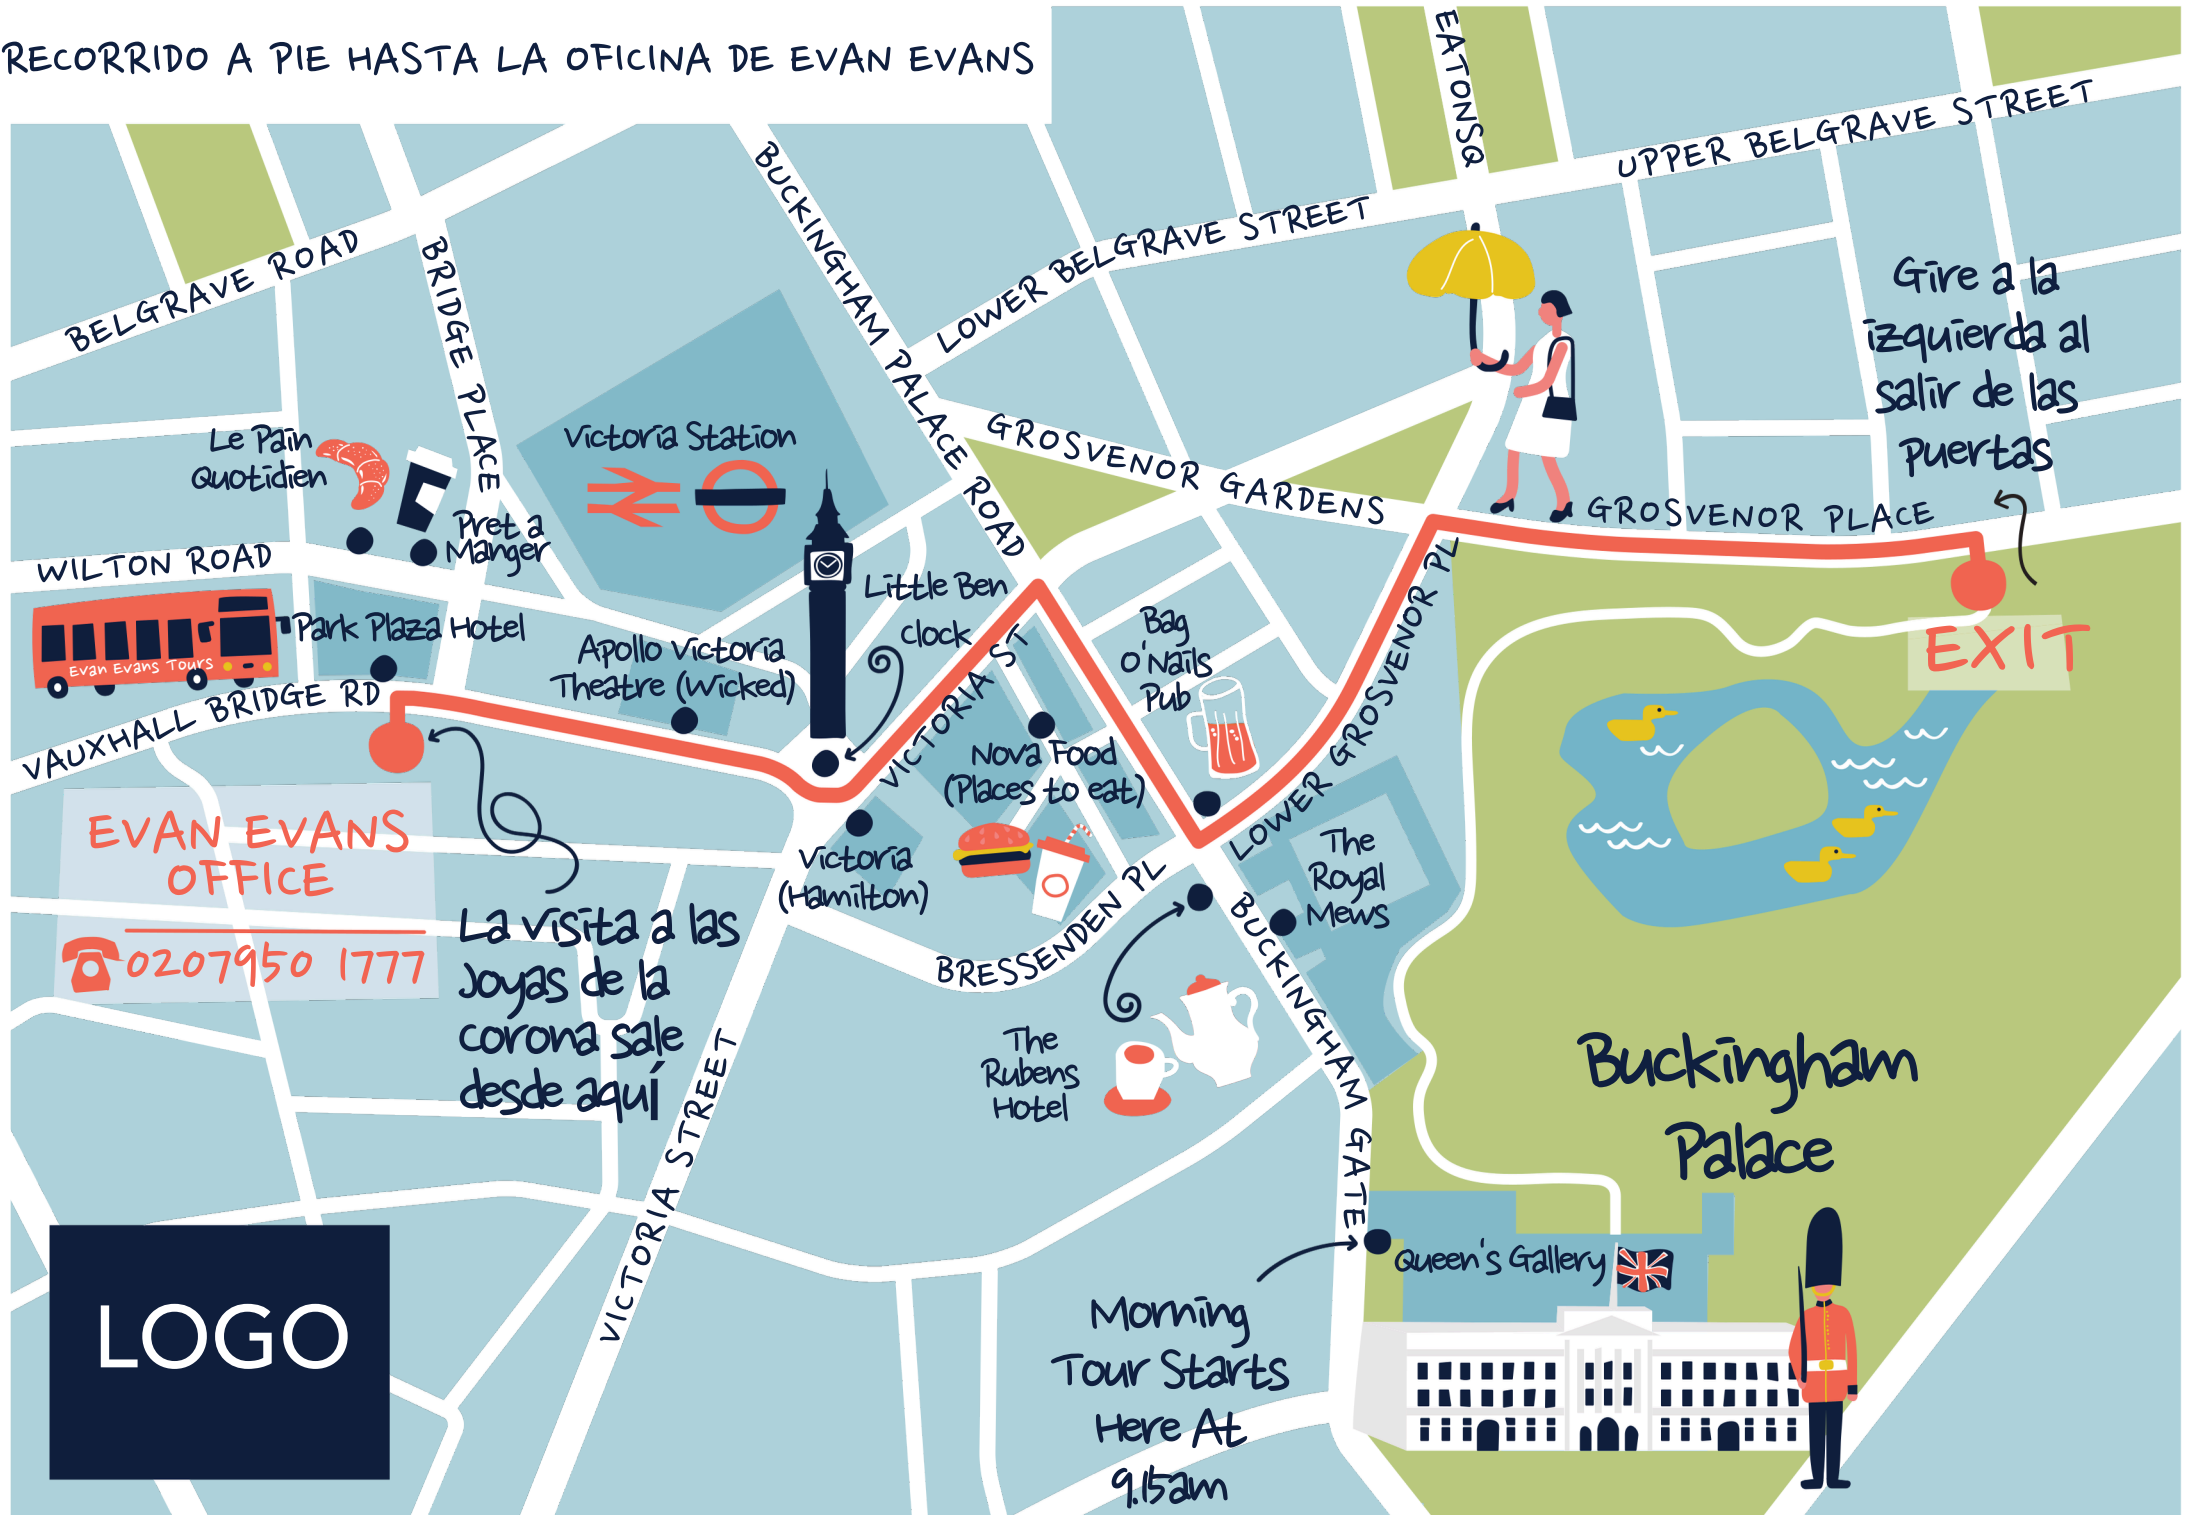 RECORRIDO A PIE HASTA LA OFICINA DE EVAN EVANS
EATONSQ
UPPER BELGRAVE STREET
LOWER BELGRAVE STREET
BUCKINGHAM PALACE ROAD
BELGRAVE ROAD
BRIDGE PLACE
Gire a la
izquierda al
salir de las
puertas
GROSVENOR GARDENS
GROSVENOR PLACE
Victoria Station
Le Pain
Quotidien
Pret a
Manger
WILTON ROAD
Evan Evans Tours
Park Plaza Hotel
Apollo Victoria
Theatre (Wicked)
Little Ben
Clock
VICTORIA ST
Bag
O'Nails
Pub
LOWER GROSVENOR PL
EXIT
VAUXHALL BRIDGE RD
Nova Food
(Places to eat)
EVAN EVANS
OFFICE
0207950 1777
La visita a las
Joyas de la
corona sale
desde aquí
Victoria
(Hamilton)
BRESSENDEN PL
The
Royal
Mews
BUCKINGHAM GATE
The
Rubens
Hotel
Buckingham
Palace
VICTORIA STREET
Queen's Gallery
Morning
Tour Starts
Here At
9.15am
LOGO